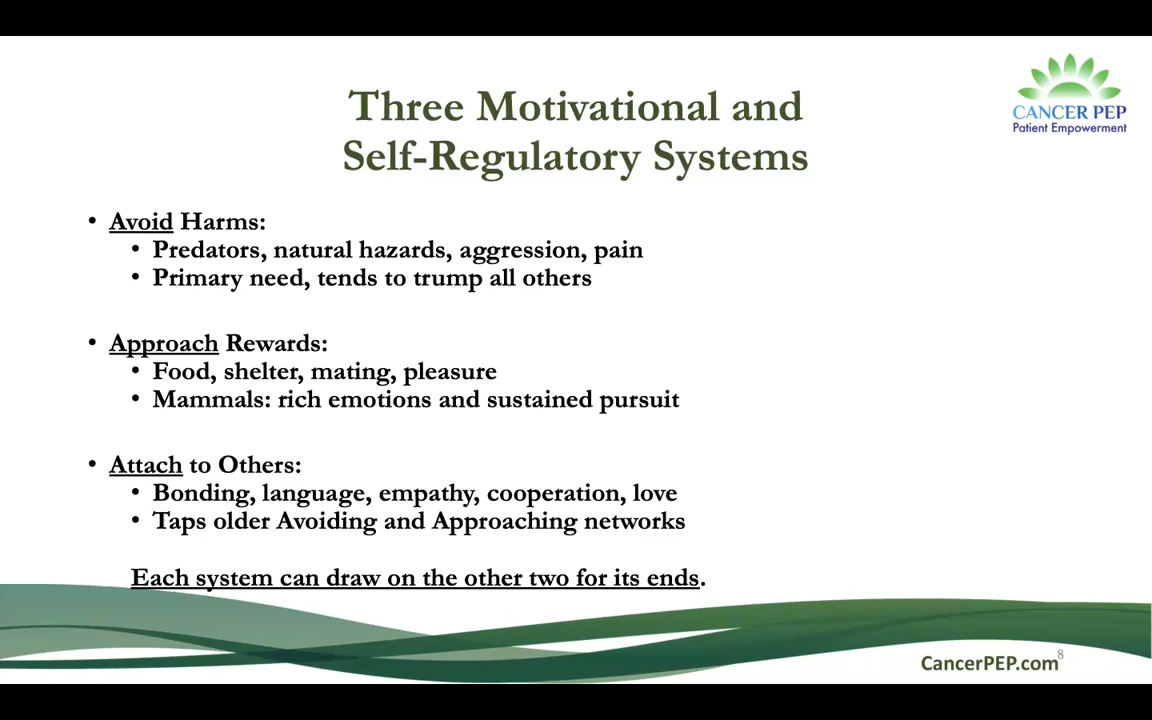 Three Motivational and
Self-Regulatory Systems
CANCER PEP
Patient Empowerment
• Avoid Harms:
• Predators, natural hazards, aggression, pain
• Primary need, tends to trump all others
• Approach Rewards:
• Food, shelter, mating, pleasure
• Mammals: rich emotions and sustained pursuit
• Attach to Others:
• Bonding, language, empathy, cooperation, love
• Taps older Avoiding and Approaching networks
Each system can draw on the other two for its ends.
CancerPEP.com
8